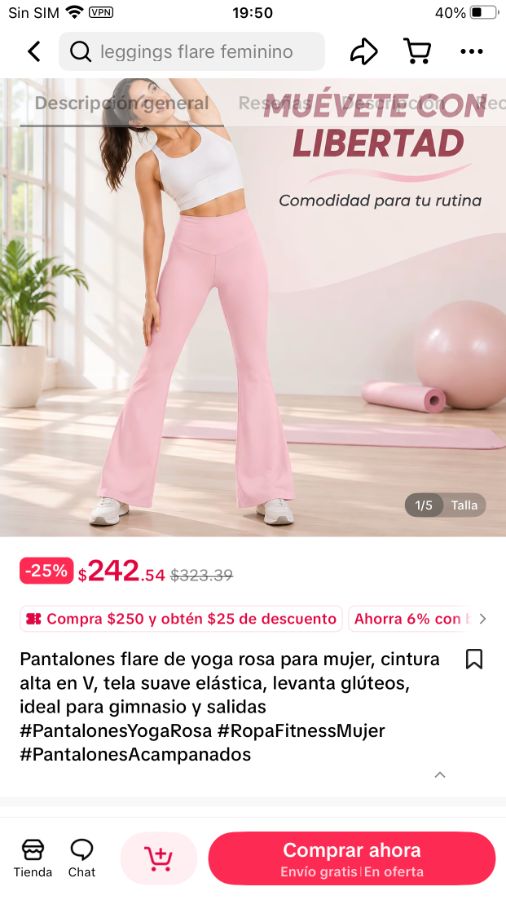 Sin SIM VPN 19:50 40%
leggings flare feminino
Descripción general Reseñas Descripción Rec
MUÉVETE CON
LIBERTAD
Comodidad para tu rutina
1/5 Talla
-25% $242.54 $323.39
Compra $250 y obtén $25 de descuento Ahorra 6% con
Pantalones flare de yoga rosa para mujer, cintura
alta en V, tela suave elástica, levanta glúteos,
ideal para gimnasio y salidas
#PantalonesYogaRosa #RopaFitnessMujer
#PantalonesAcampanados
Comprar ahora
Tienda Chat Envío gratis | En oferta